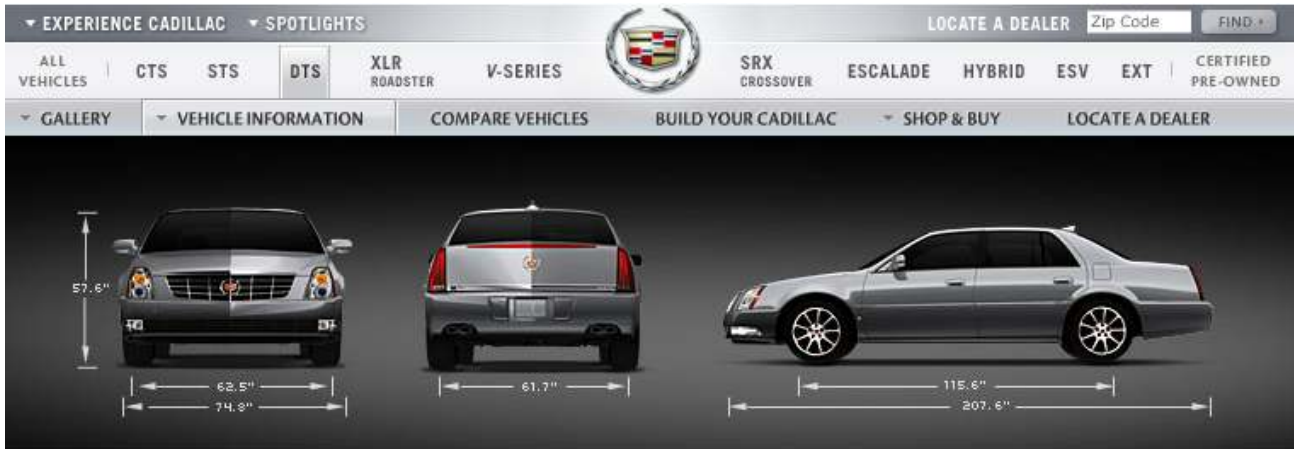 EXPERIENCE CADILLAC SPOTLIGHTS LOCATE A DEALER Zip Code FIND
ALL VEHICLES CTS STS DTS XLR ROADSTER V-SERIES SRX CROSSOVER ESCALADE HYBRID ESV EXT CERTIFIED PRE-OWNED
GALLERY VEHICLE INFORMATION COMPARE VEHICLES BUILD YOUR CADILLAC SHOP & BUY LOCATE A DEALER
57.6"
62.5" 61.7" 115.6"
74.8" 207.6"